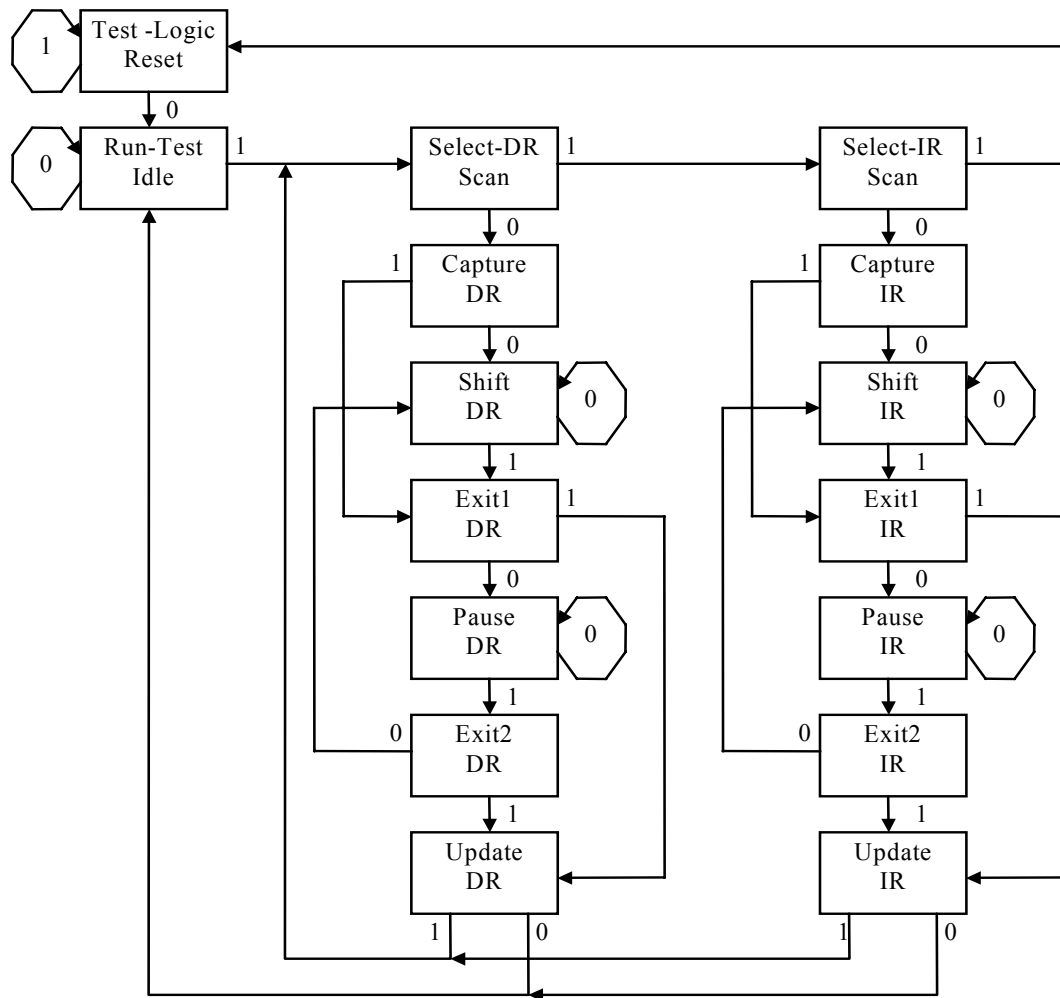 Test -Logic
Reset
1
0
Run-Test
Idle
0
1
Select-DR
Scan
1
0
Select-IR
Scan
1
0
Capture
DR
1
0
Capture
IR
1
0
Shift
DR
0
1
Shift
IR
0
1
Exit1
DR
1
0
Exit1
IR
1
0
Pause
DR
0
1
Pause
IR
0
1
Exit2
DR
0
1
Exit2
IR
0
1
Update
DR
1
0
Update
IR
1
0